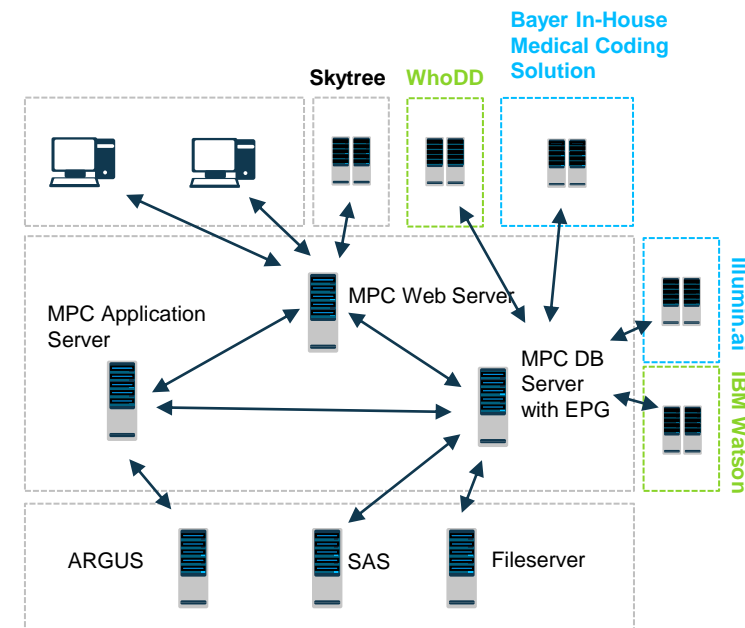 Bayer In-House
Medical Coding
Solution
Skytree
WhoDD
MPC Web Server
MPC Application
Server
MPC DB
Server
with EPG
Illumin.ai
IBM Watson
ARGUS
SAS
Fileserver